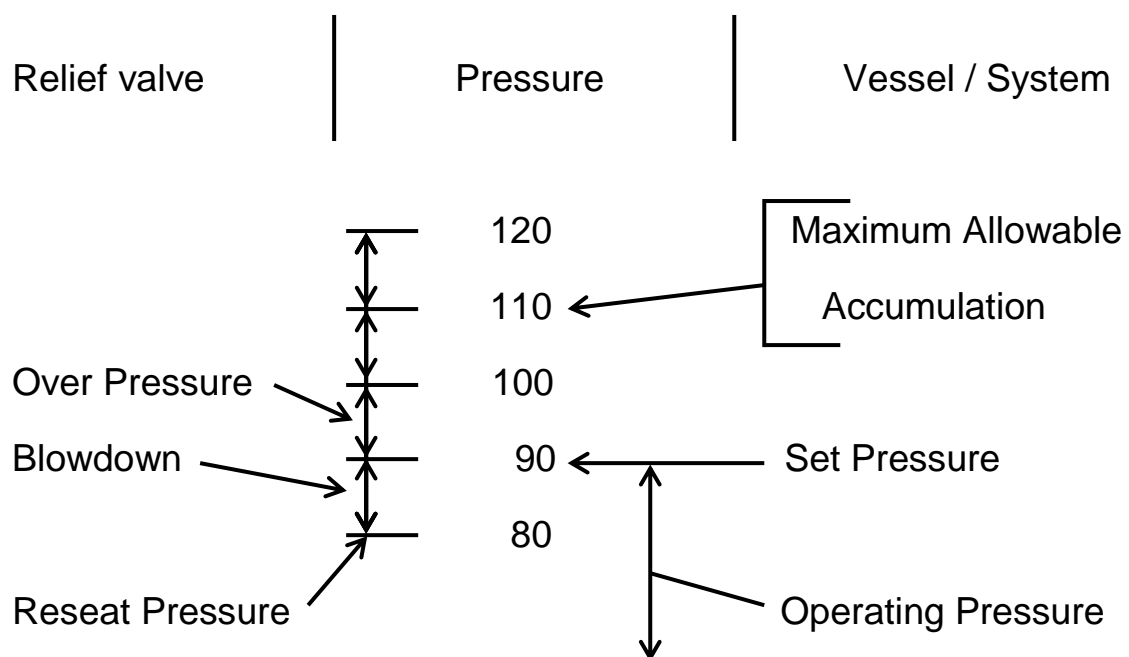 Relief valve
Pressure
Vessel / System
120
Maximum Allowable
110
Accumulation
Over Pressure
100
Blowdown
90
Set Pressure
80
Reseat Pressure
Operating Pressure